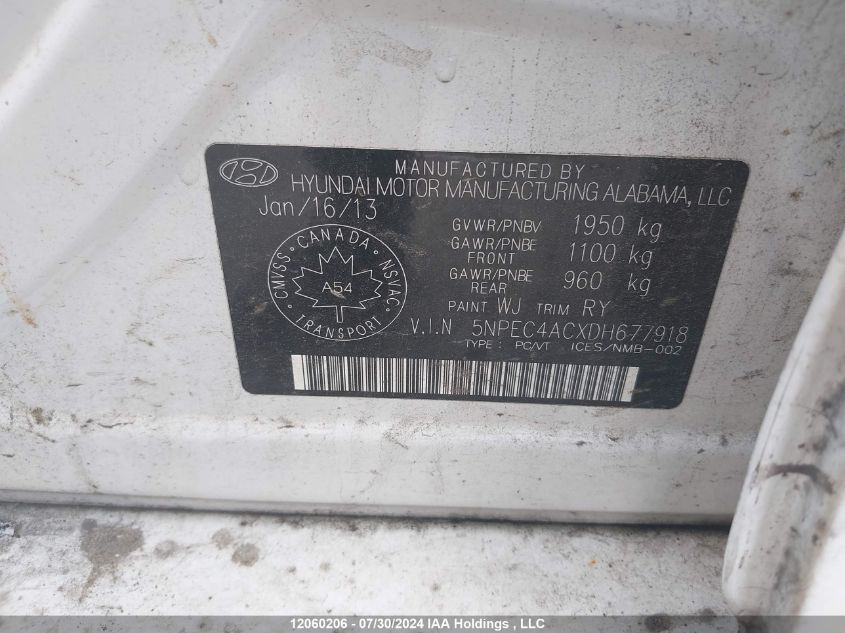 MANUFACTURED BY
HYUNDAI MOTOR MANUFACTURING ALABAMA, LLC
Jan/16/13
GVWR/PNBV 1950 kg
GAWR/PNBE FRONT 1100 kg
GAWR/PNBE REAR 960 kg
CMVSS • CANADA • NSVAC • TRANSPORT
A54
PAINT WJ TRIM RY
V.I.N 5NPEC4ACXDH677918
TYPE : PC/VT ICES/NMB-002
12060206 - 07/30/2024 IAA Holdings , LLC